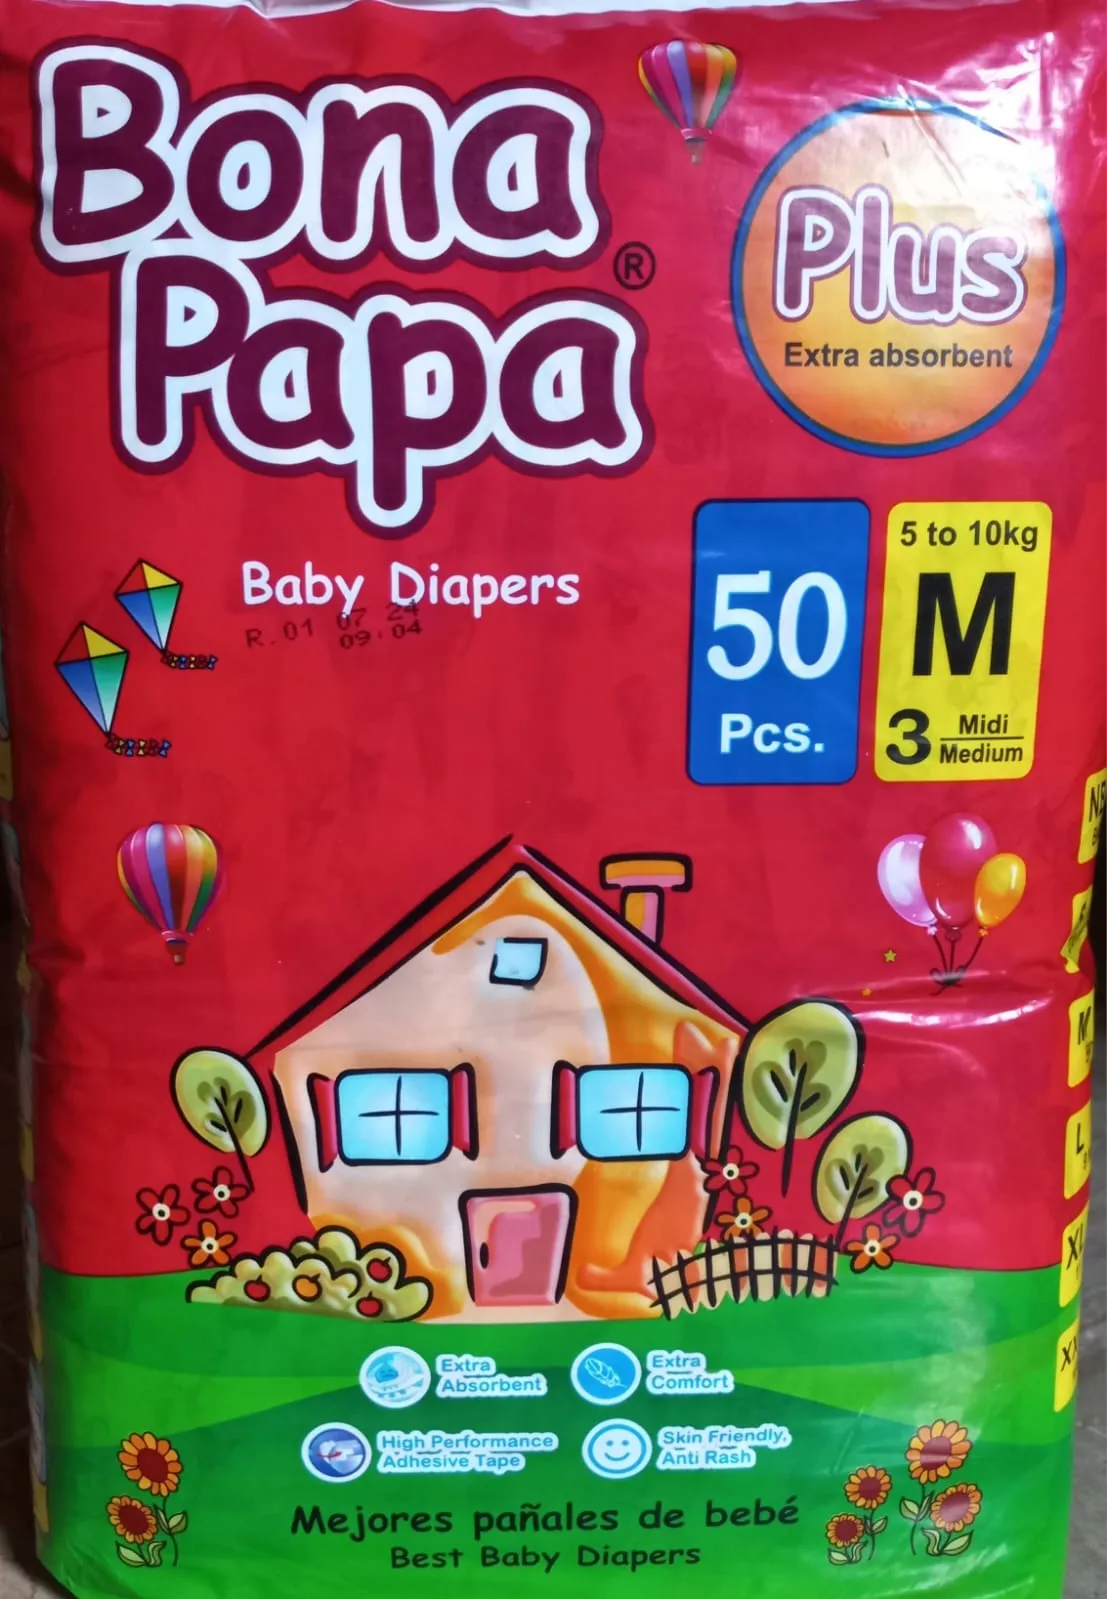 Bona
Papa®
Plus
Extra absorbent
Baby Diapers
R. 01 07 24
09:04
50
Pcs.
5 to 10kg
M
3 Midi
Medium
M
L
Extra
Absorbent
Extra
Comfort
High Performance
Adhesive Tape
Skin Friendly,
Anti Rash
Mejores pañales de bebé
Best Baby Diapers